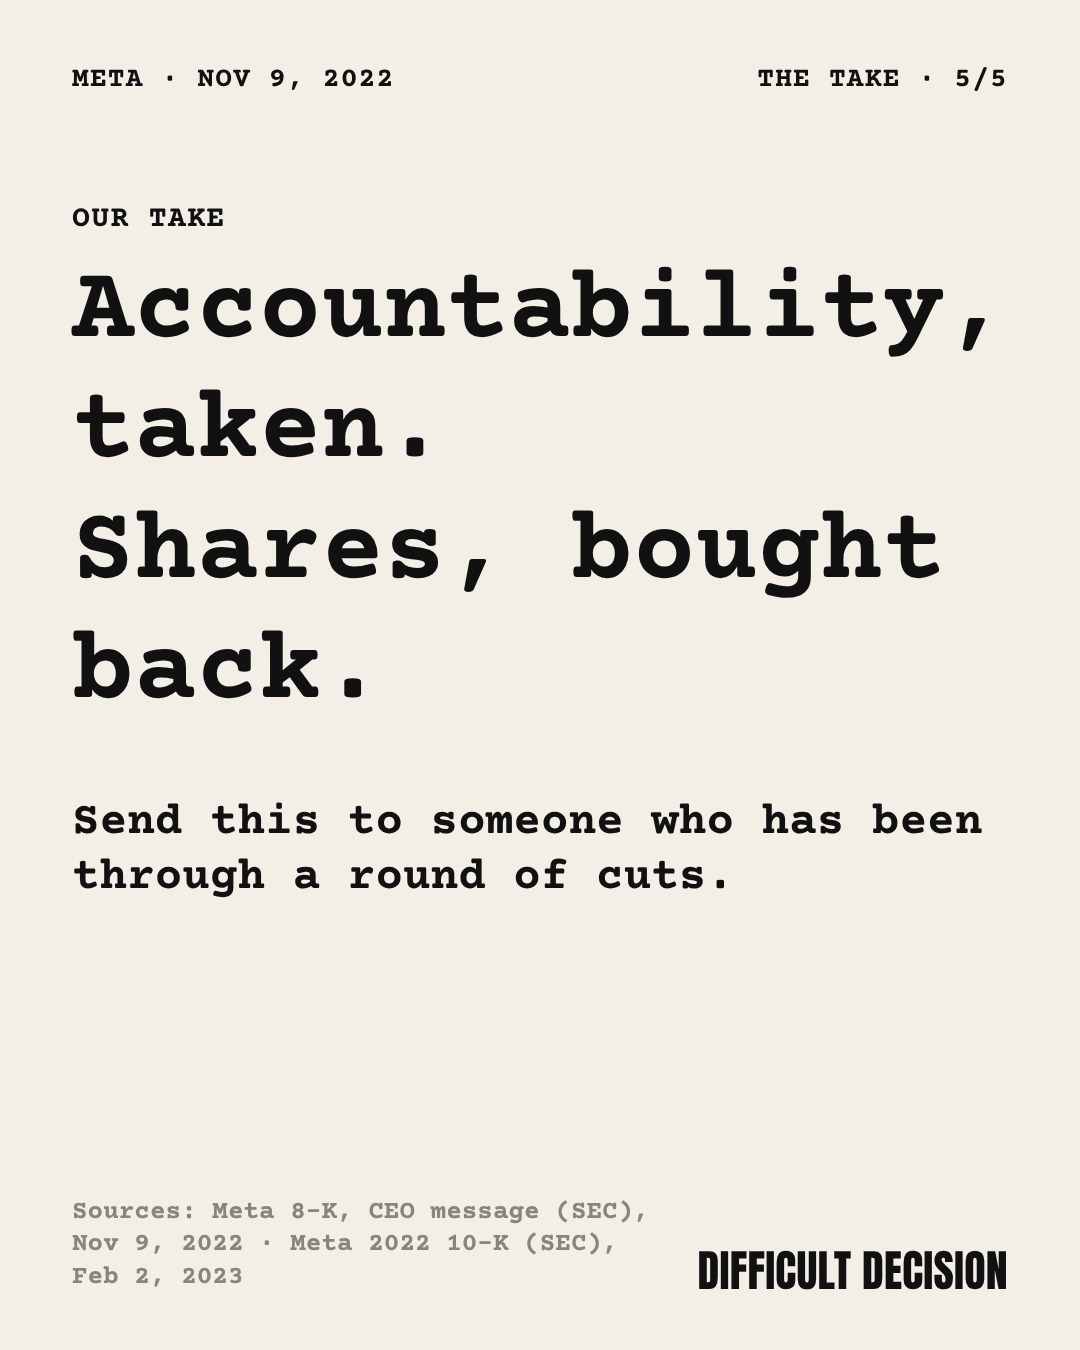 META · NOV 9, 2022
THE TAKE · 5/5
OUR TAKE
Accountability,
taken.
Shares, bought
back.
Send this to someone who has been
through a round of cuts.
Sources: Meta 8-K, CEO message (SEC),
Nov 9, 2022 · Meta 2022 10-K (SEC),
Feb 2, 2023
DIFFICULT DECISION